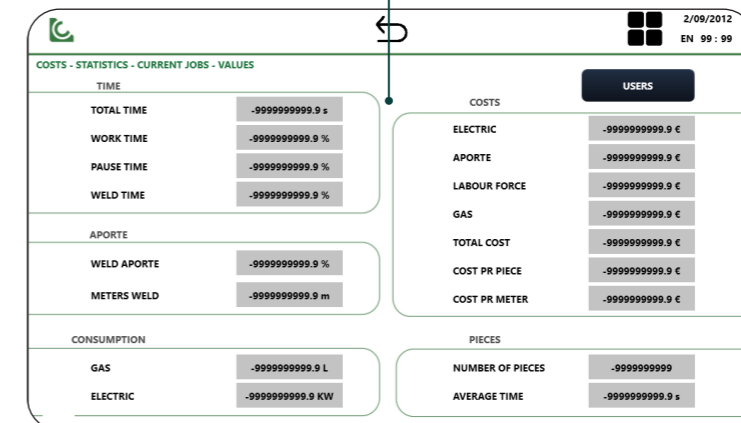 2/09/2012
EN 99 : 99
COSTS - STATISTICS - CURRENT JOBS - VALUES
USERS
TIME
TOTAL TIME -9999999999.9 s
WORK TIME -9999999999.9 %
PAUSE TIME -9999999999.9 %
WELD TIME -9999999999.9 %
APORTE
WELD APORTE -9999999999.9 %
METERS WELD -9999999999.9 m
CONSUMPTION
GAS -9999999999.9 L
ELECTRIC -9999999999.9 KW
COSTS
ELECTRIC -9999999999.9 €
APORTE -9999999999.9 €
LABOUR FORCE -9999999999.9 €
GAS -9999999999.9 €
TOTAL COST -9999999999.9 €
COST PR PIECE -9999999999.9 €
COST PR METER -9999999999.9 €
PIECES
NUMBER OF PIECES -9999999999
AVERAGE TIME -9999999999.9 s